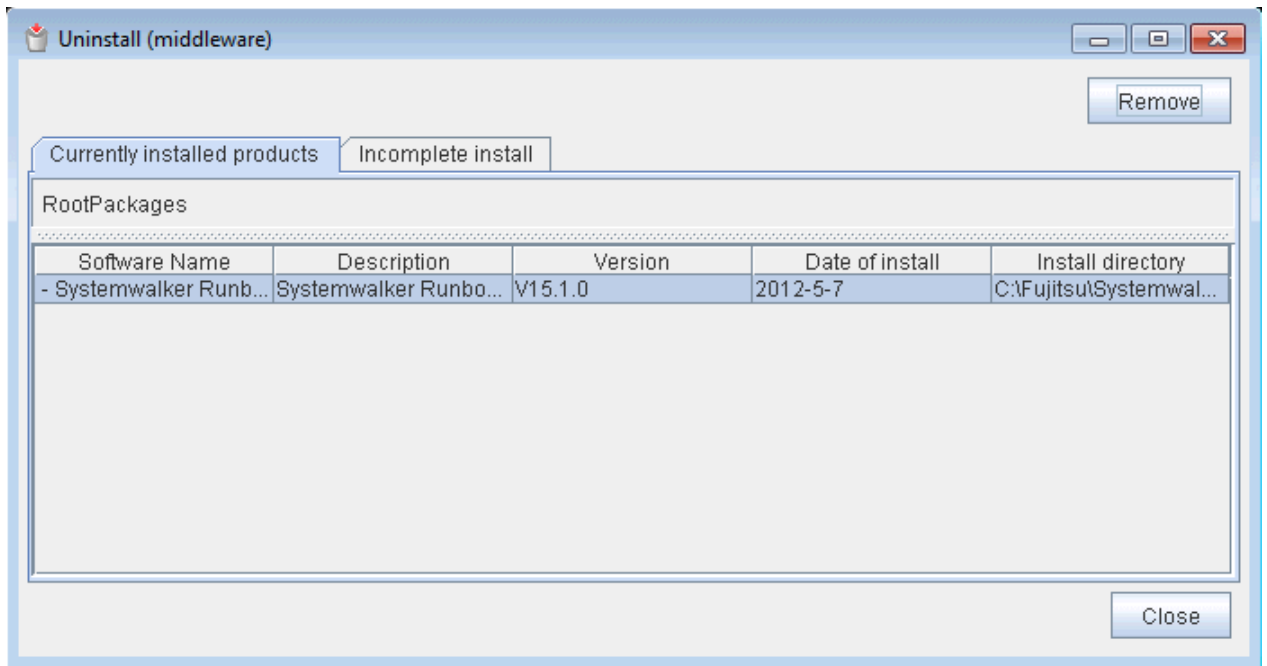 Uninstall (middleware)
Remove
Currently installed products Incomplete install
RootPackages
Software Name Description Version Date of install Install directory
- Systemwalker Runb... Systemwalker Runbo... V15.1.0 2012-5-7 C:\Fujitsu\Systemwal...
Close